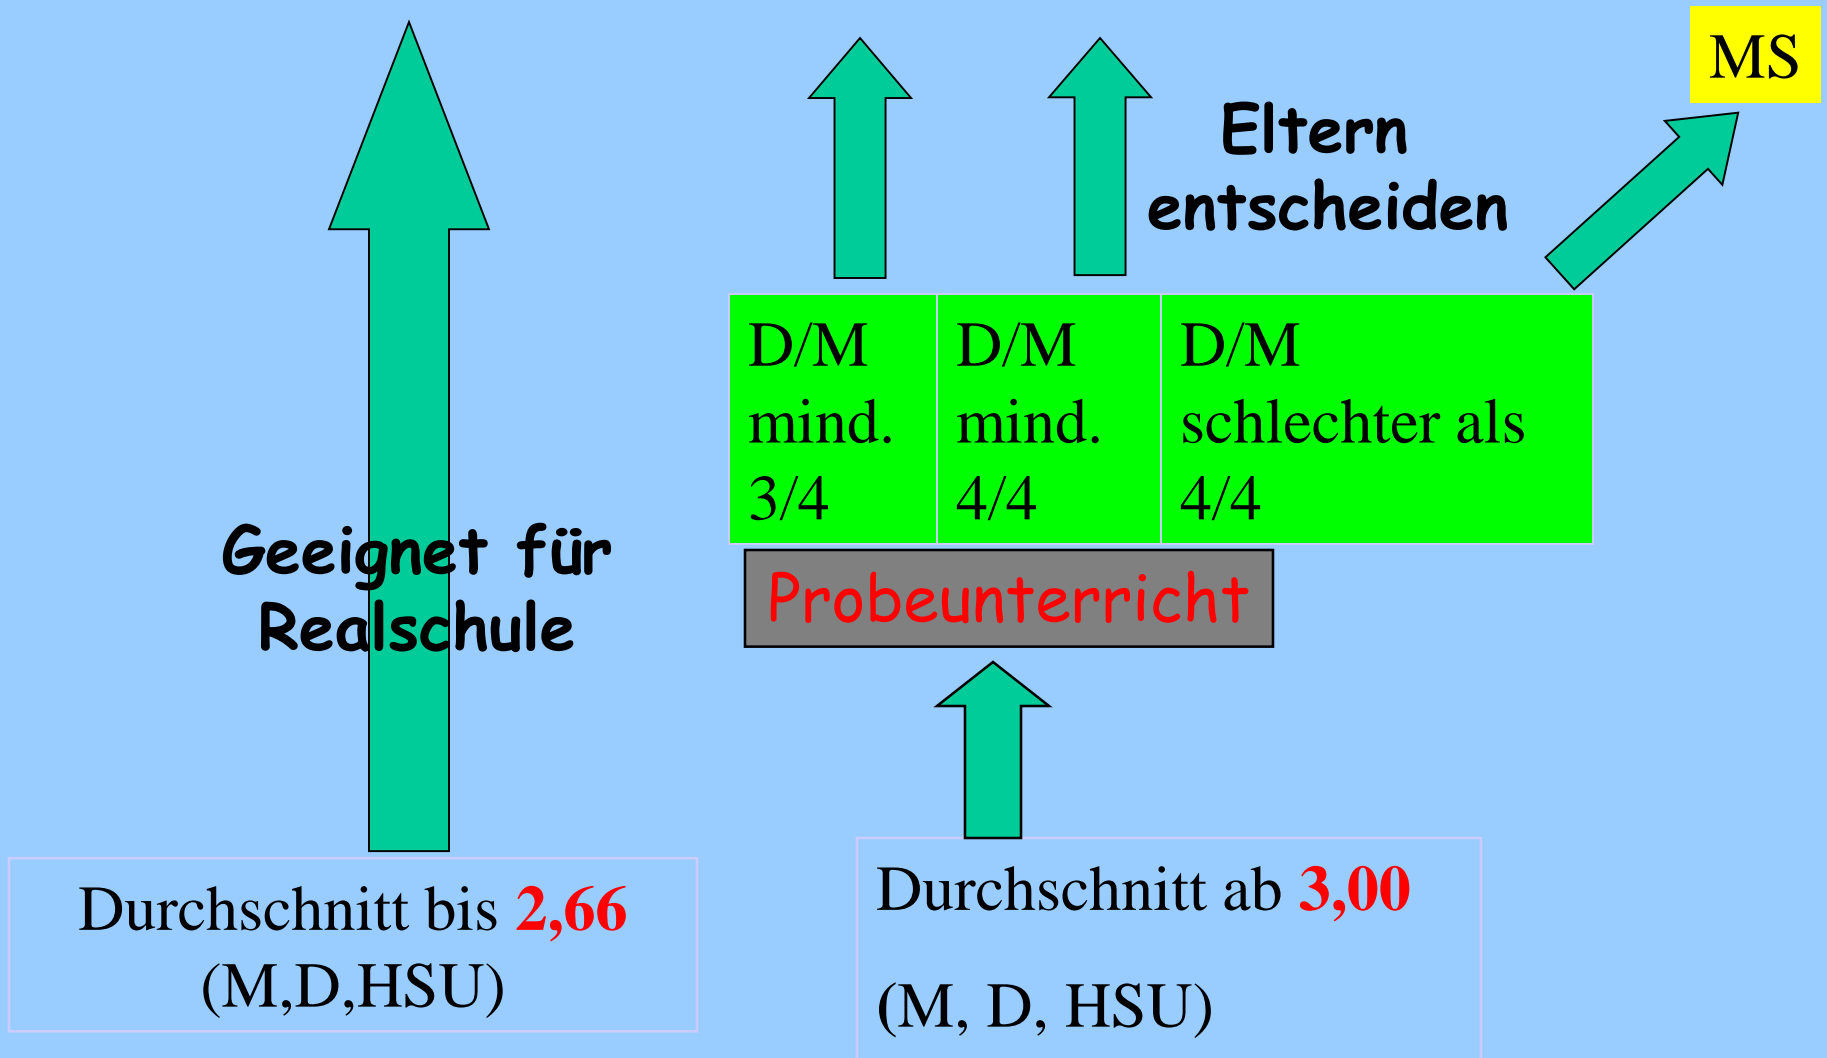 MS
Eltern
entscheiden
D/M
mind.
3/4
D/M
mind.
4/4
D/M
schlechter als
4/4
Geeignet für
Realschule
Probeunterricht
Durchschnitt bis 2,66
(M,D,HSU)
Durchschnitt ab 3,00
(M, D, HSU)